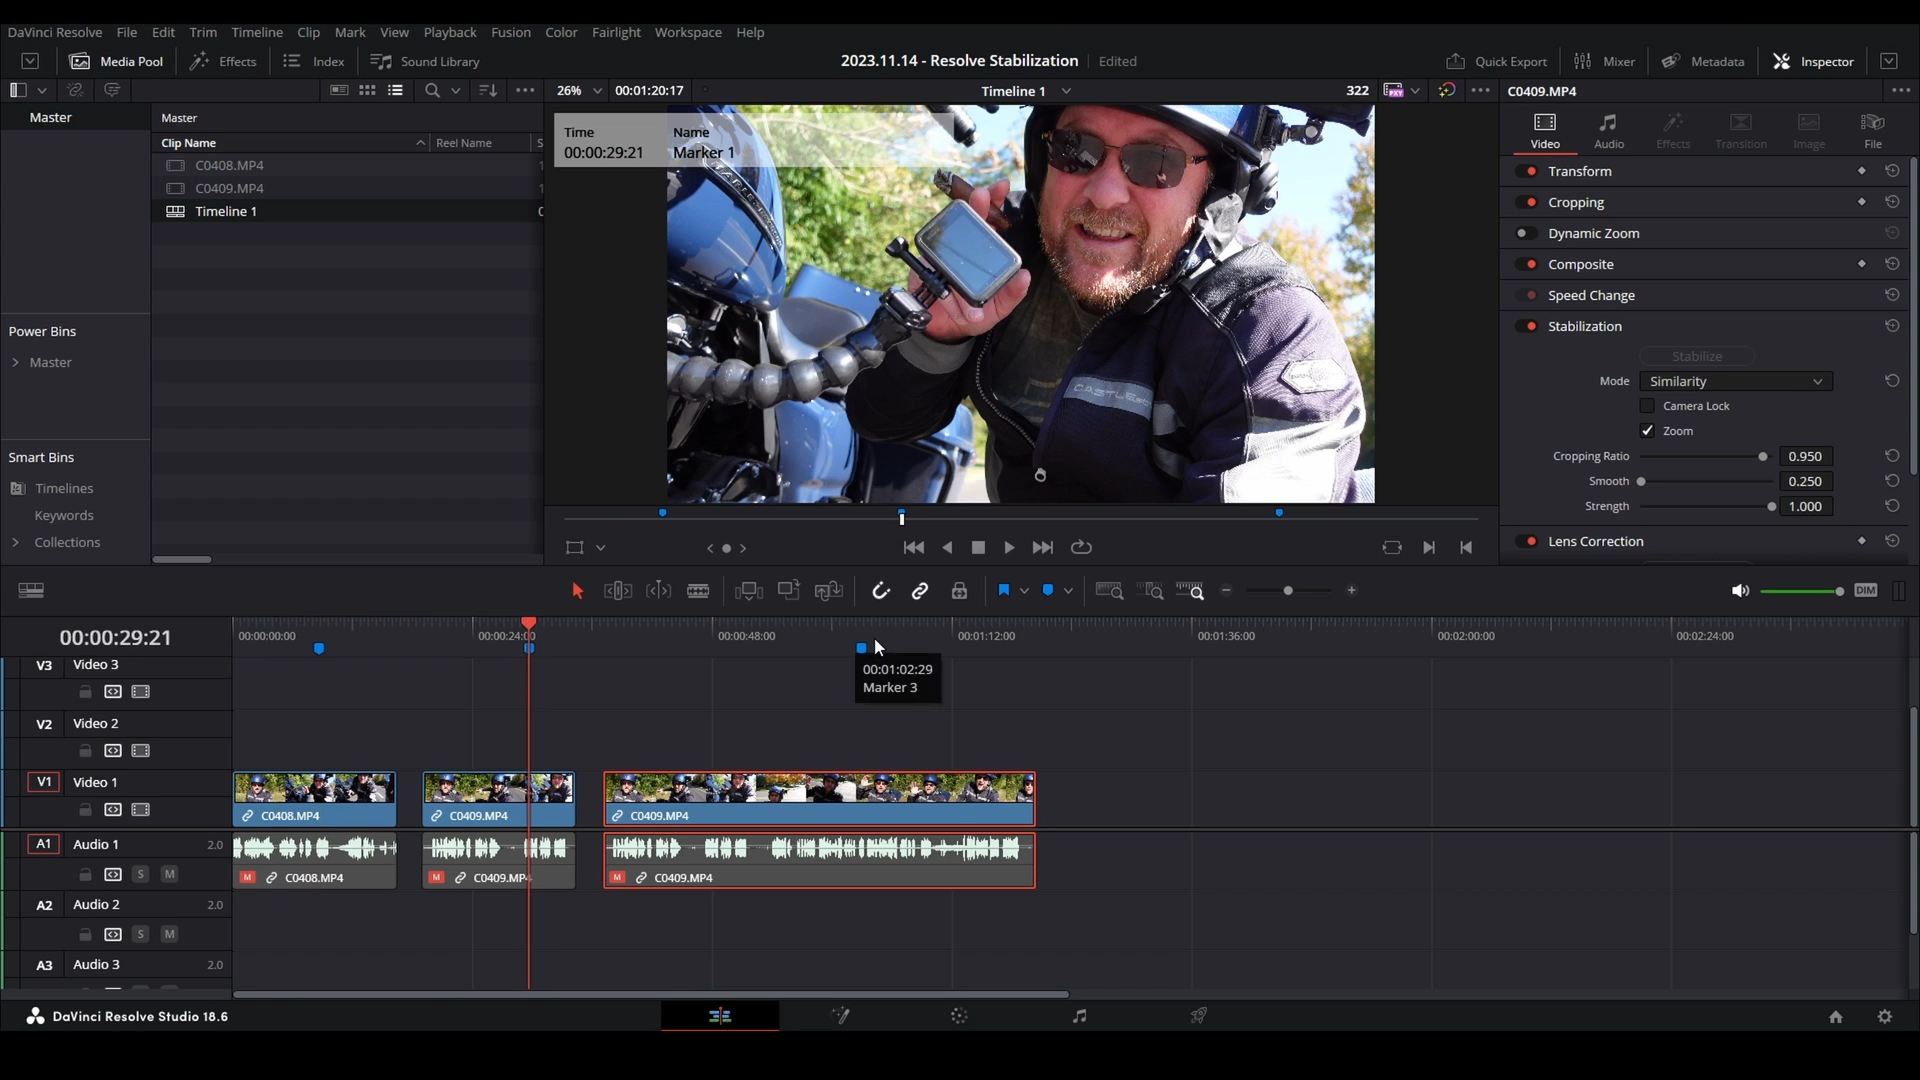 DaVinci Resolve File Edit Trim Timeline Clip Mark View Playback Fusion Color Fairlight Workspace Help
Media Pool Effects Index Sound Library 2023.11.14 - Resolve Stabilization Edited Quick Export Mixer Metadata Inspector
26% 00:01:20:17 Timeline 1 322 C0409.MP4
Master
Master
Clip Name Reel Name S
C0408.MP4 1
C0409.MP4 1
Timeline 1 0
Power Bins
Master
Smart Bins
Timelines
Keywords
Collections
Time Name
00:00:29:21 Marker 1
CASTLE
Video Audio Effects Transition Image File
Transform
Cropping
Dynamic Zoom
Composite
Speed Change
Stabilization
Stabilize
Mode Similarity
Camera Lock
Zoom
Cropping Ratio 0.950
Smooth 0.250
Strength 1.000
Lens Correction
DIM
00:00:29:21
00:00:00:00 00:00:24:00 00:00:48:00 00:01:12:00 00:01:36:00 00:02:00:00 00:02:24:00
00:01:02:29
Marker 3
V3 Video 3
V2 Video 2
V1 Video 1
C0408.MP4 C0409.MP4 C0409.MP4
A1 Audio 1 2.0
S M
M C0408.MP4 M C0409.MP4 M C0409.MP4
A2 Audio 2 2.0
S M
A3 Audio 3 2.0
DaVinci Resolve Studio 18.6